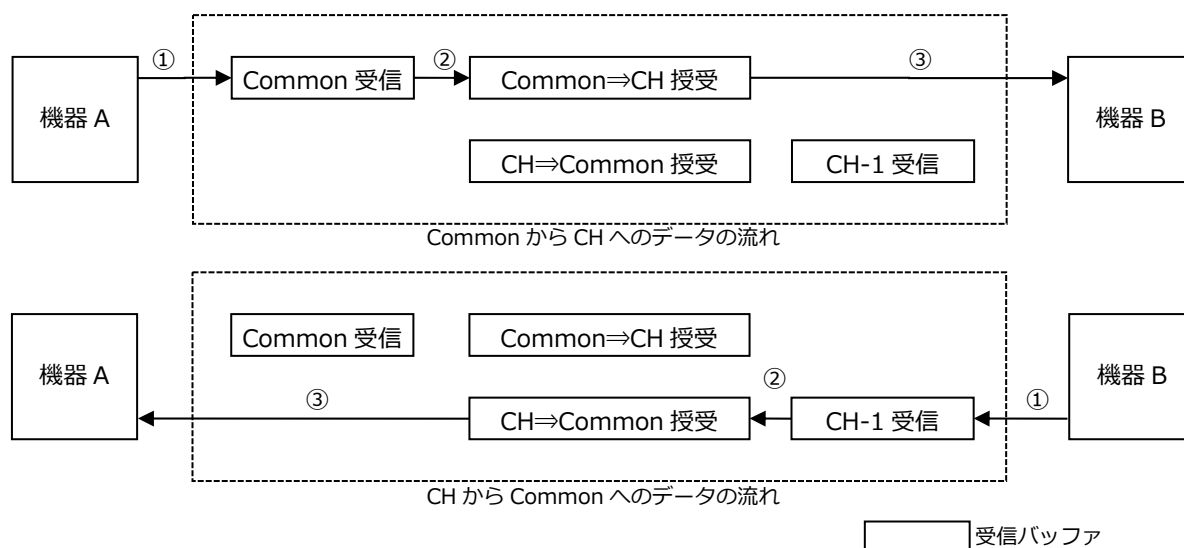 ① ② ③
機器 A Common 受信 Common⇒CH 授受 機器 B
CH⇒Common 授受 CH-1 受信
Common から CH へのデータの流れ
Common 受信 Common⇒CH 授受
機器 A 機器 B
③ ② ①
CH⇒Common 授受 CH-1 受信
CH から Common へのデータの流れ
受信バッファ